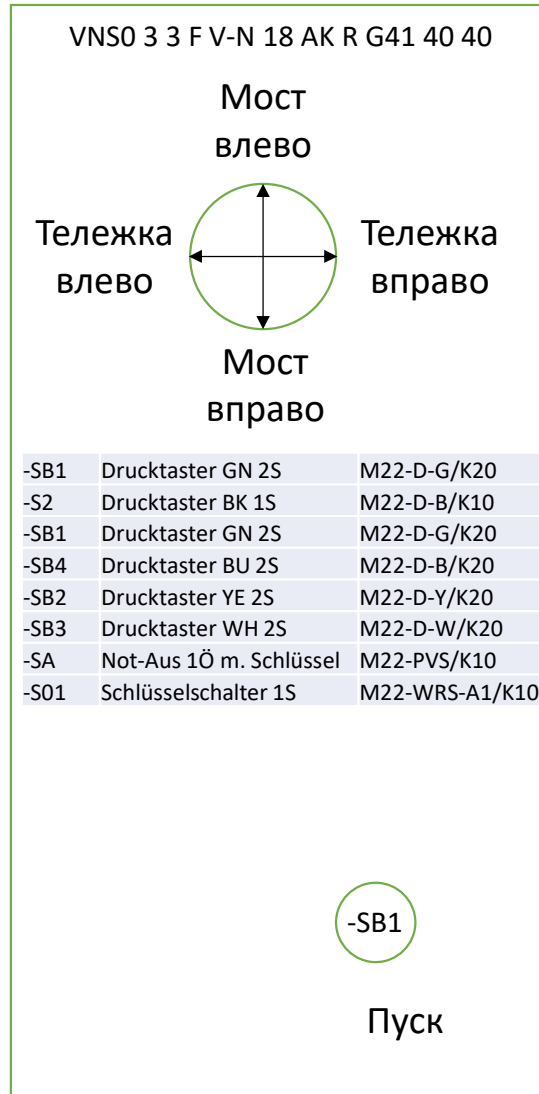 VNS0 3 3 F V-N 18 AK R G41 40 40
Мост
влево
Тележка
влево
Тележка
вправо
Мост
вправо
-SB1 Drucktaster GN 2S M22-D-G/K20
-S2 Drucktaster BK 1S M22-D-B/K10
-SB1 Drucktaster GN 2S M22-D-G/K20
-SB4 Drucktaster BU 2S M22-D-B/K20
-SB2 Drucktaster YE 2S M22-D-Y/K20
-SB3 Drucktaster WH 2S M22-D-W/K20
-SA Not-Aus 1Ö m. Schlüssel M22-PVS/K10
-S01 Schlüsselschalter 1S M22-WRS-A1/K10
-SB1
Пуск